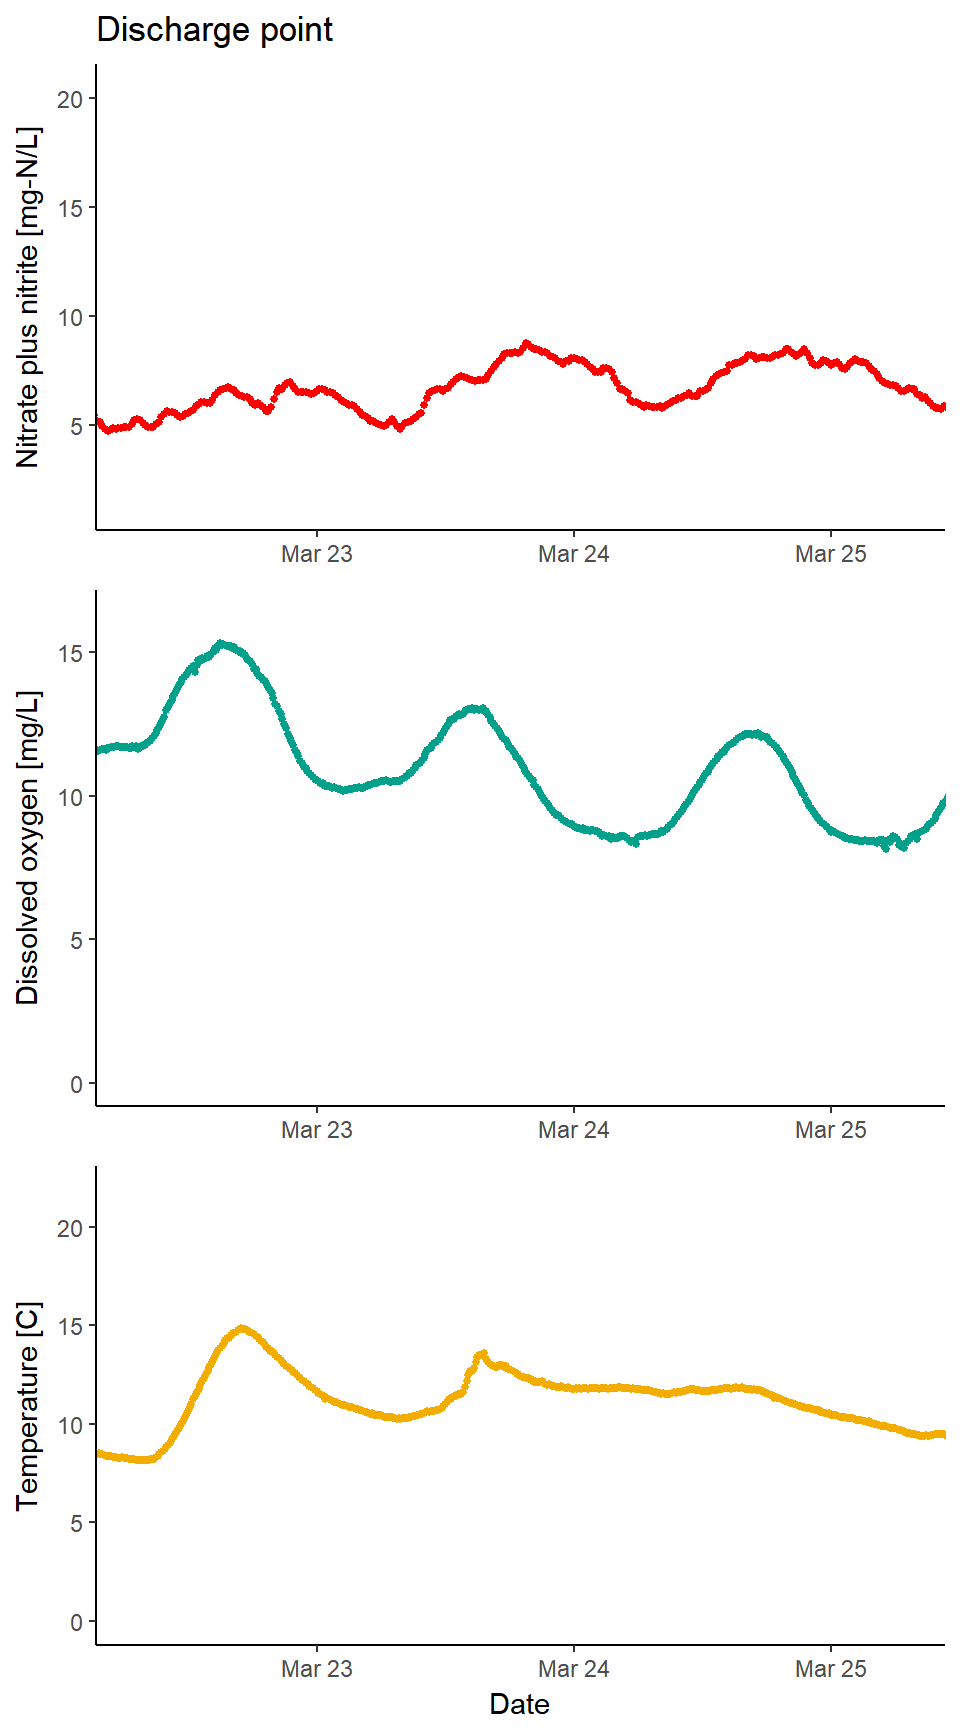 Discharge point
Nitrate plus nitrite [mg-N/L]
20
15
10
5
Mar 23 Mar 24 Mar 25
Dissolved oxygen [mg/L]
15
10
5
0
Mar 23 Mar 24 Mar 25
Temperature [C]
20
15
10
5
0
Mar 23 Mar 24 Mar 25
Date